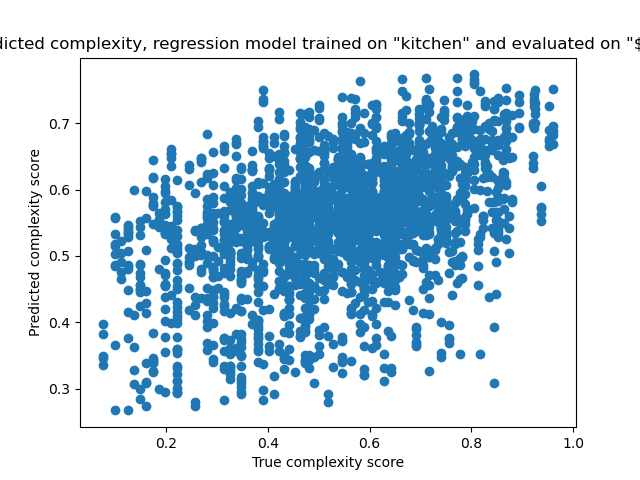 dicted complexity, regression model trained on "kitchen" and evaluated on "$
0.7
0.6
0.5
0.4
0.3
Predicted complexity score
0.2 0.4 0.6 0.8 1.0
True complexity score